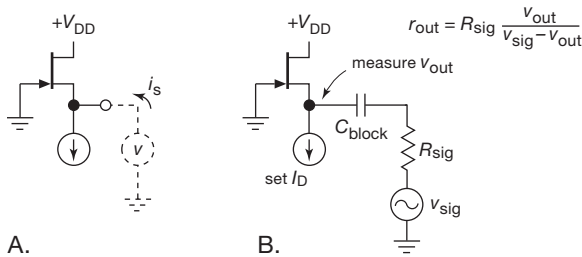 +V_DD
i_s
v
A.
+V_DD
measure v_out
C_block
R_sig
set I_D
v_sig
B.
r_out = R_sig v_out / (v_sig – v_out)